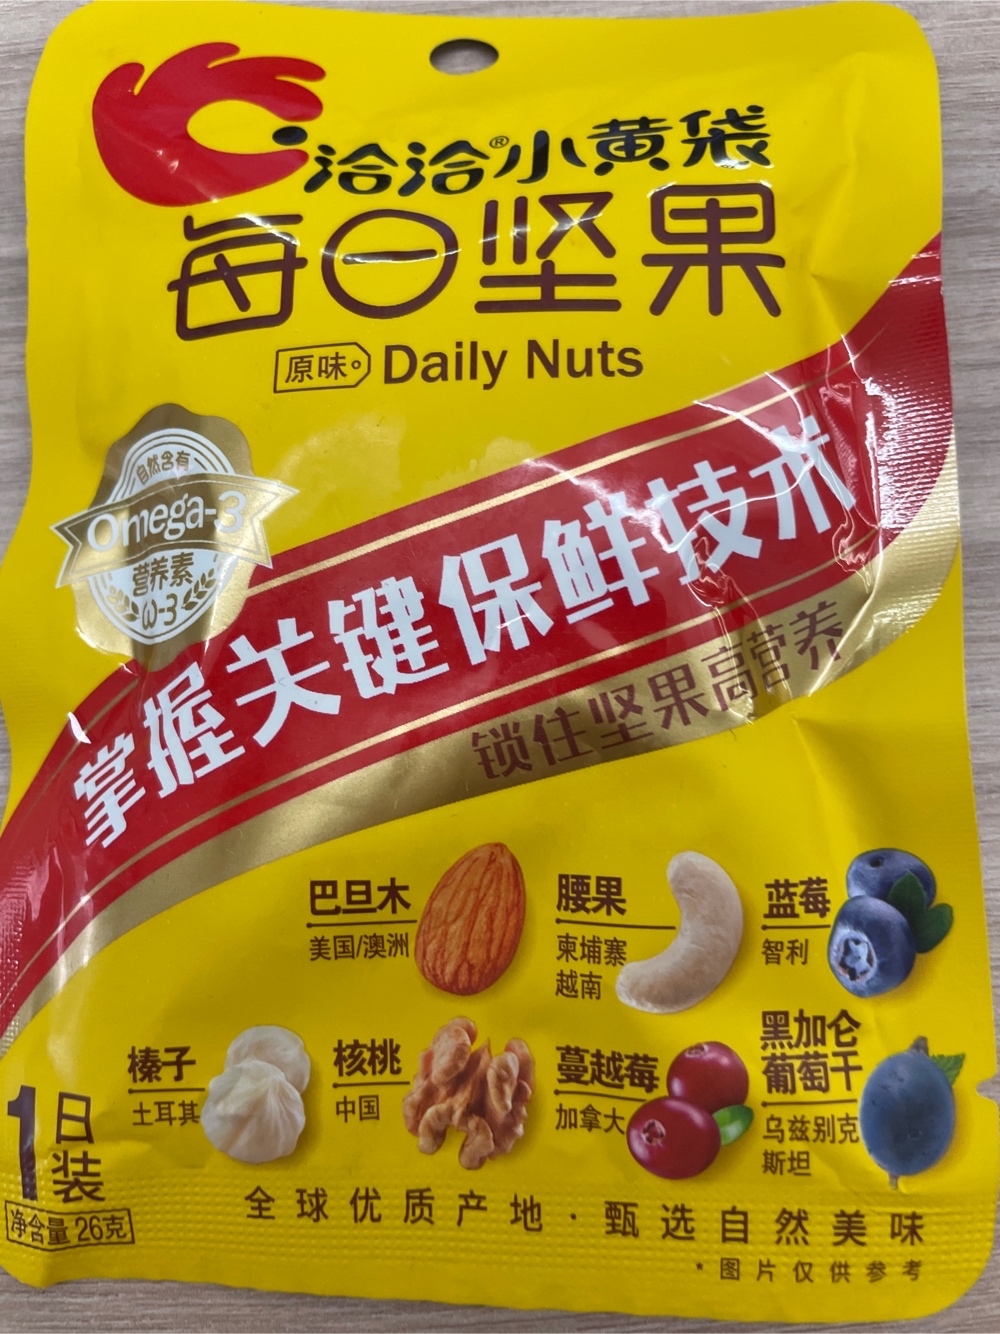 洽洽®小黄袋
每日坚果
原味 Daily Nuts
自然含有
Omega-3
营养素
ω-3
掌握关键保鲜技术
锁住坚果高营养
巴旦木
美国/澳洲
腰果
柬埔寨
越南
蓝莓
智利
榛子
土耳其
核桃
中国
蔓越莓
加拿大
黑加仑
葡萄干
乌兹别克
斯坦
1日装
净含量 26克
全球优质产地·甄选自然美味
*图片仅供参考